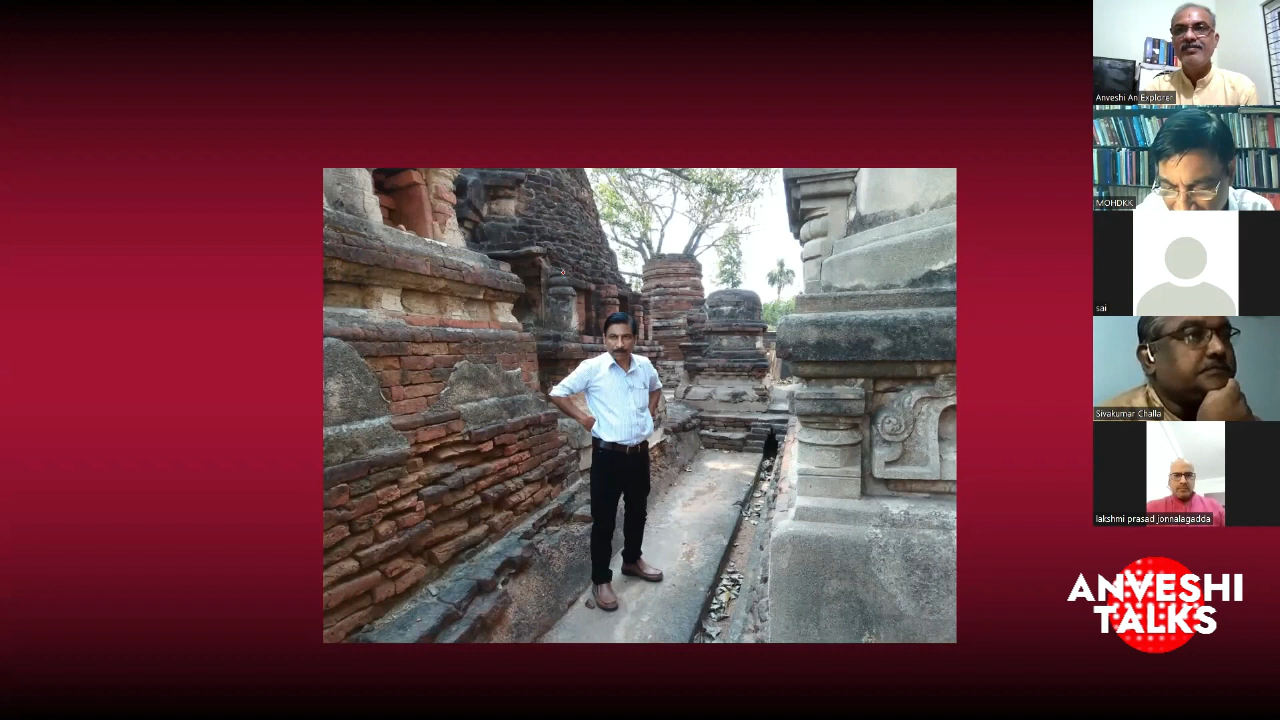 Anveshi An Explorer
MOHDKK
sai
Sivakumar Challa
lakshmi prasad jonnalagadda
ANVESHI
TALKS